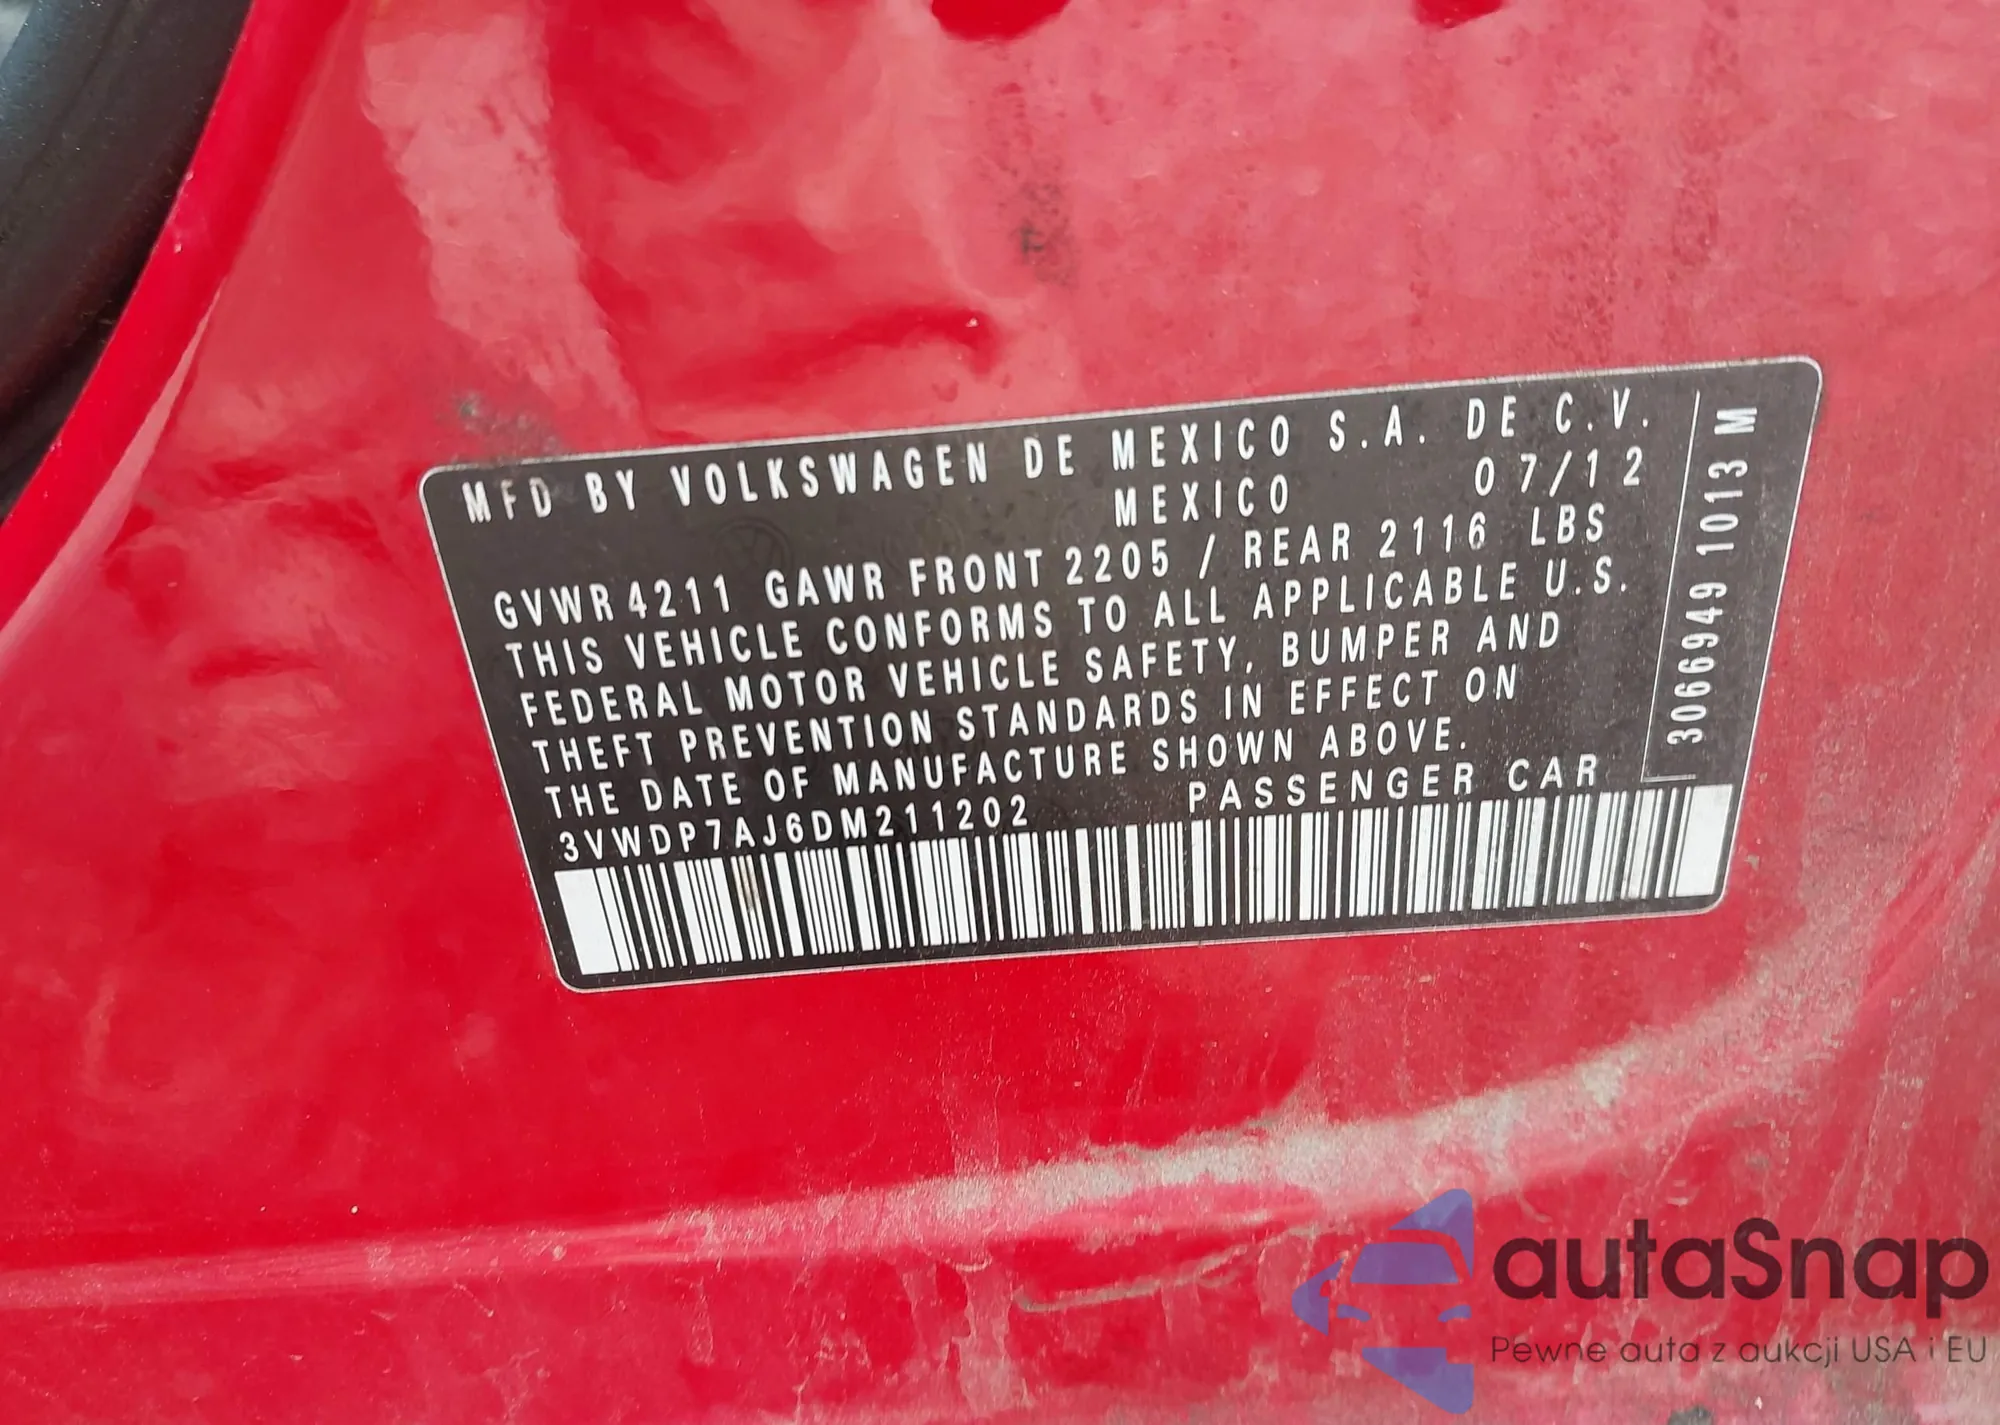 MFD BY VOLKSWAGEN DE MEXICO S.A. DE C.V.
MEXICO 07/12
GVWR 4211 GAWR FRONT 2205 / REAR 2116 LBS
THIS VEHICLE CONFORMS TO ALL APPLICABLE U.S.
FEDERAL MOTOR VEHICLE SAFETY, BUMPER AND
THEFT PREVENTION STANDARDS IN EFFECT ON
THE DATE OF MANUFACTURE SHOWN ABOVE.
3VWDP7AJ6DM211202 PASSENGER CAR
3066949 1013 M
autaSnap
Pewne auta z aukcji USA i EU